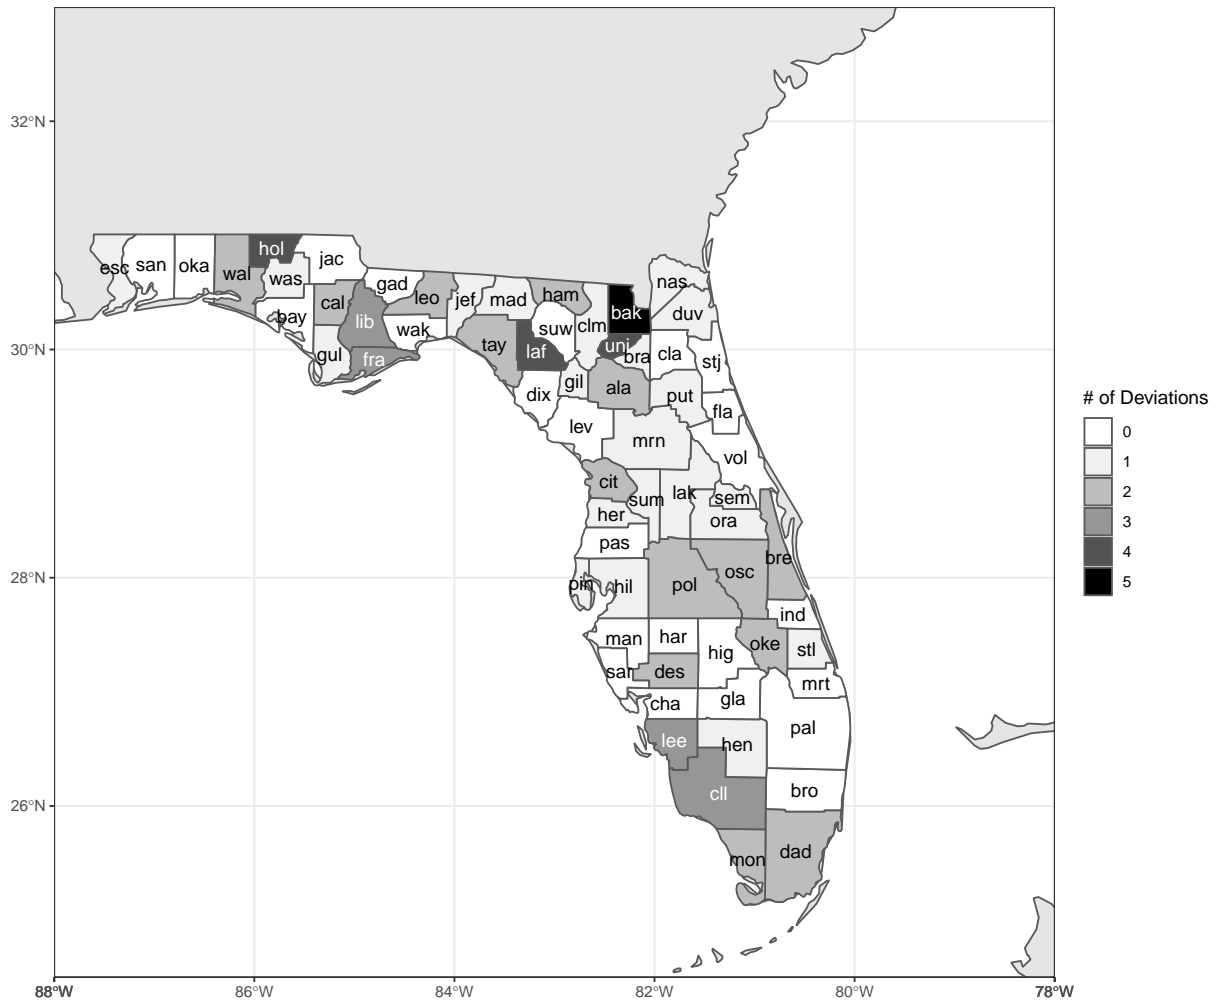 32°N
30°N
28°N
26°N
88°W
86°W
84°W
82°W
80°W
78°W
esc
san
oka
wal
hol
was
jac
bay
cal
gul
lib
fra
gad
leo
wak
jef
mad
tay
ham
suw
laf
clm
bak
uni
bra
nas
duv
cla
stj
dix
gil
ala
put
fla
lev
mrn
vol
cit
sum
lak
sem
her
ora
pas
pin
hil
pol
osc
bre
ind
man
har
hig
oke
stl
sar
des
mrt
cha
gla
lee
hen
pal
cll
bro
mon
dad
# of Deviations
0
1
2
3
4
5